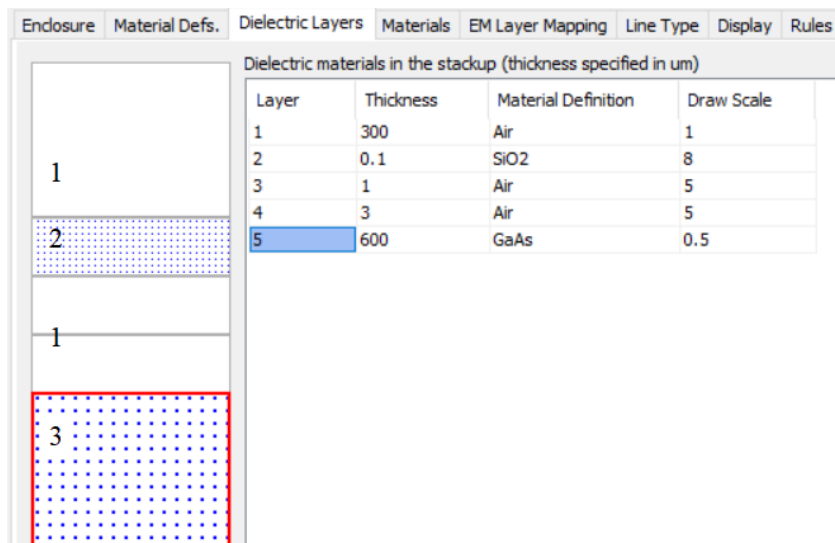 Enclosure Material Defs. Dielectric Layers Materials EM Layer Mapping Line Type Display Rules
Dielectric materials in the stackup (thickness specified in um)
Layer Thickness Material Definition Draw Scale
1 300 Air 1
2 0.1 SiO2 8
3 1 Air 5
4 3 Air 5
5 600 GaAs 0.5
1
2
1
3